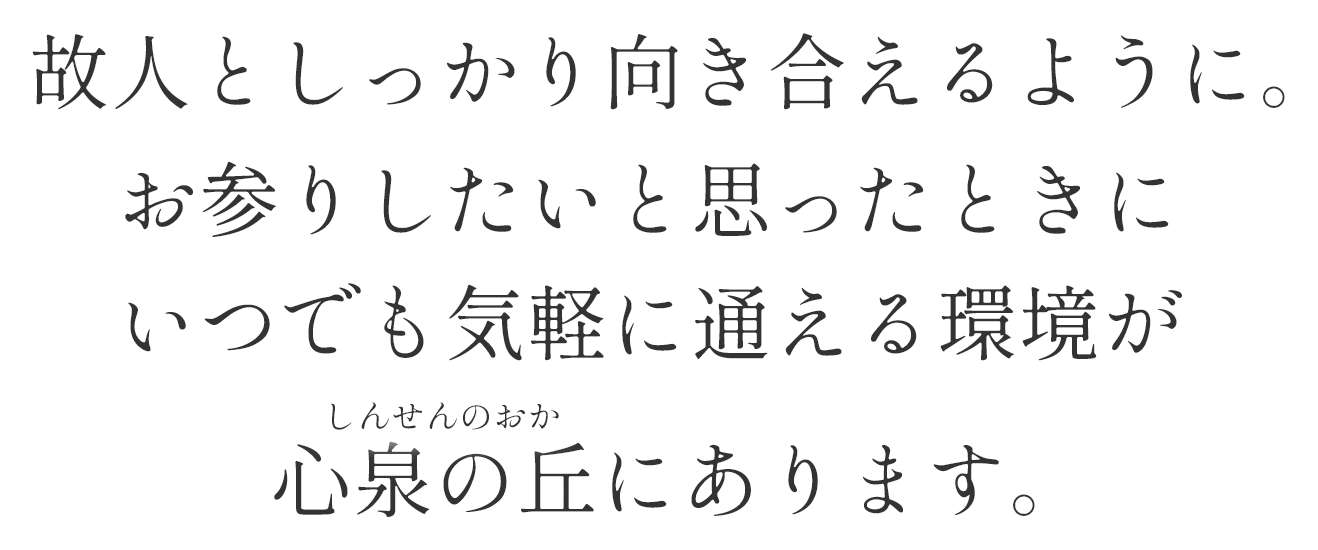 故人としっかり向き合えるように。
お参りしたいと思ったときに
いつでも気軽に通える環境が
しんせんのおか
心泉の丘にあります。